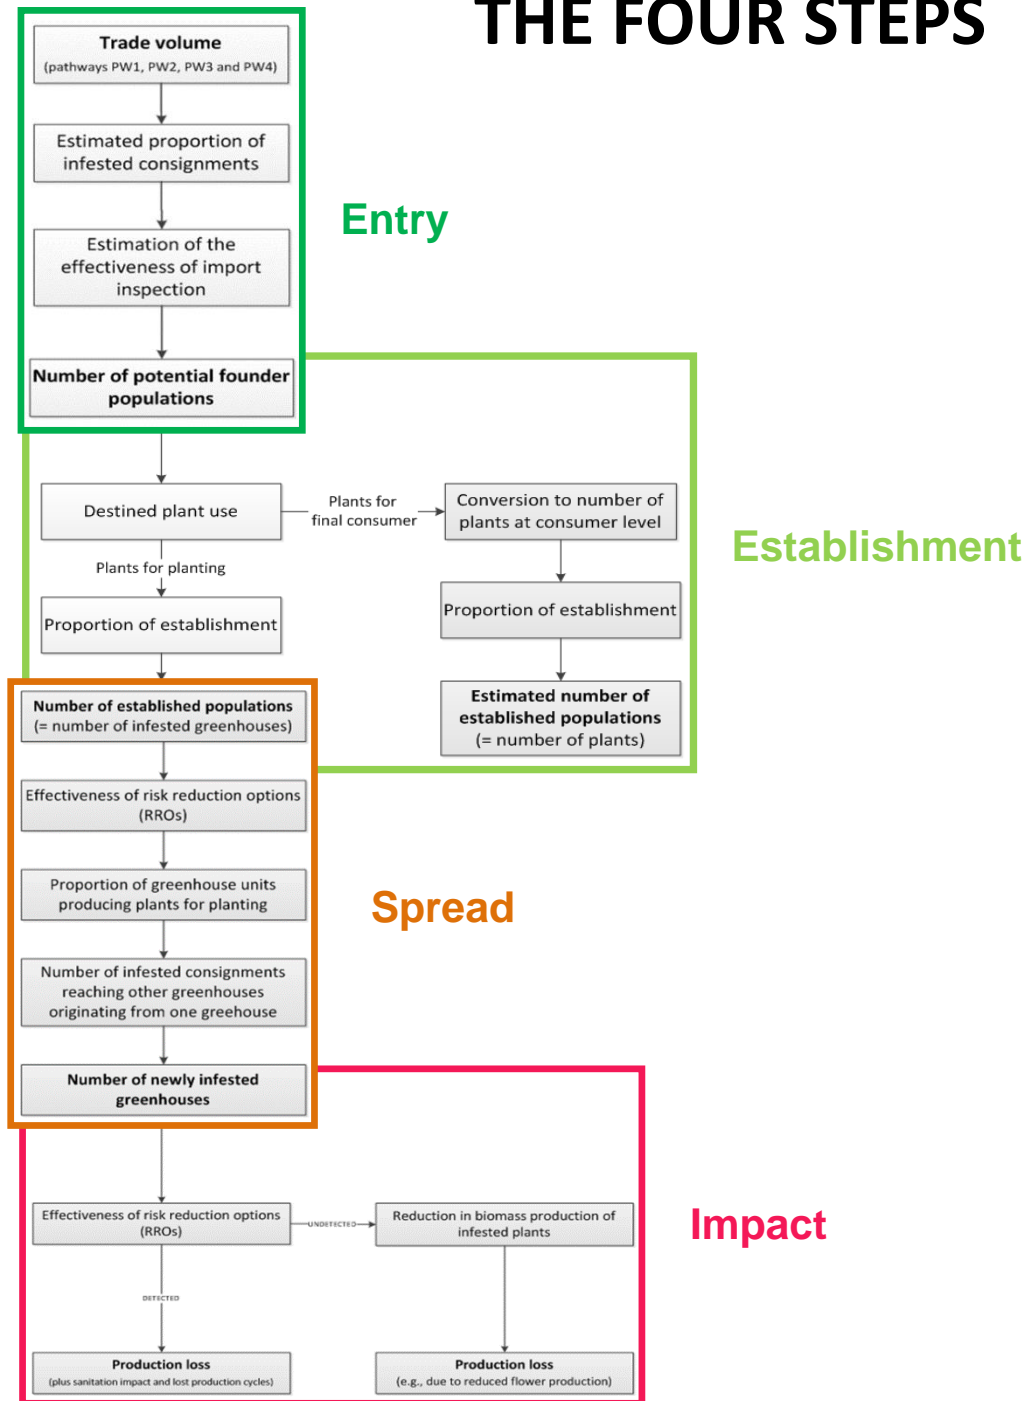 THE FOUR STEPS
Trade volume
(pathways PW1, PW2, PW3 and PW4)
Estimated proportion of
infested consignments
Entry
Estimation of the
effectiveness of import
inspection
Number of potential founder
populations
Destined plant use
Plants for
final consumer
Conversion to number of
plants at consumer level
Establishment
Plants for planting
Proportion of establishment
Proportion of establishment
Number of established populations
(= number of infested greenhouses)
Estimated number of
established populations
(= number of plants)
Effectiveness of risk reduction options
(RROs)
Proportion of greenhouse units
producing plants for planting
Spread
Number of infested consignments
reaching other greenhouses
originating from one greehouse
Number of newly infested
greenhouses
Effectiveness of risk reduction options
(RROs)
UNDETECTED
Reduction in biomass production of
infested plants
Impact
DETECTED
Production loss
(plus sanitation impact and lost production cycles)
Production loss
(e.g., due to reduced flower production)